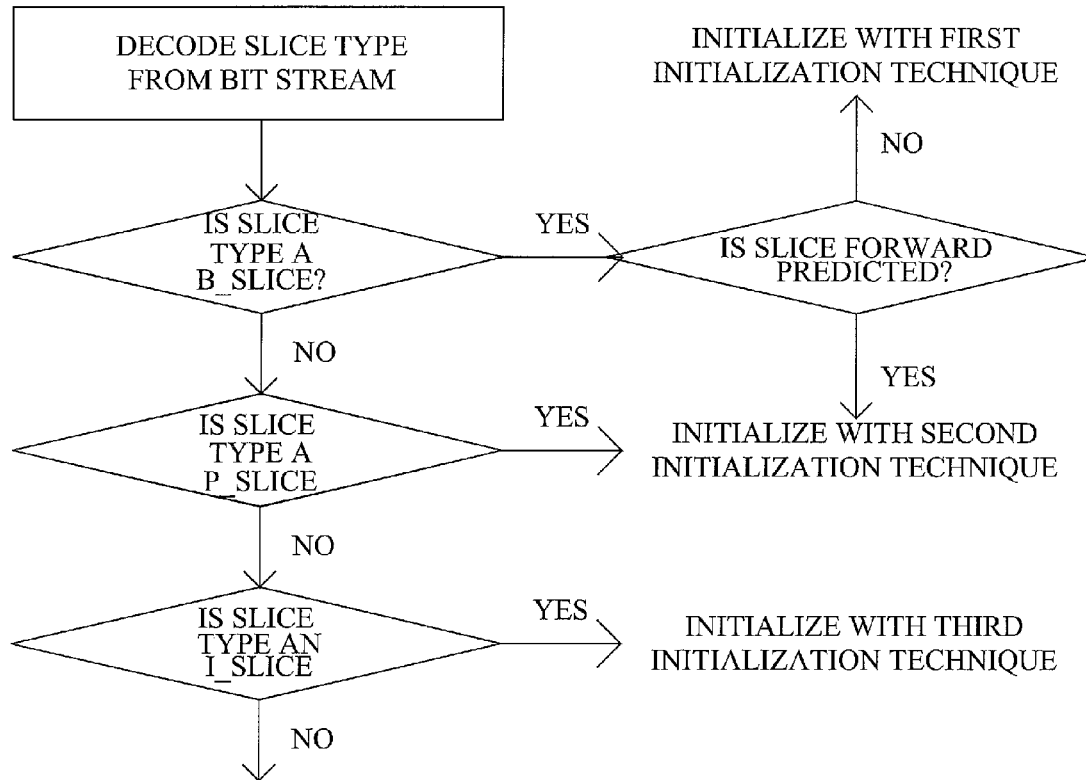 DECODE SLICE TYPE
FROM BIT STREAM
INITIALIZE WITH FIRST
INITIALIZATION TECHNIQUE
NO
IS SLICE
TYPE A
B_SLICE?
YES
IS SLICE FORWARD
PREDICTED?
NO
YES
IS SLICE
TYPE A
P_SLICE
YES
INITIALIZE WITH SECOND
INITIALIZATION TECHNIQUE
NO
IS SLICE
TYPE AN
I_SLICE
YES
INITIALIZE WITH THIRD
INITIALIZATION TECHNIQUE
NO